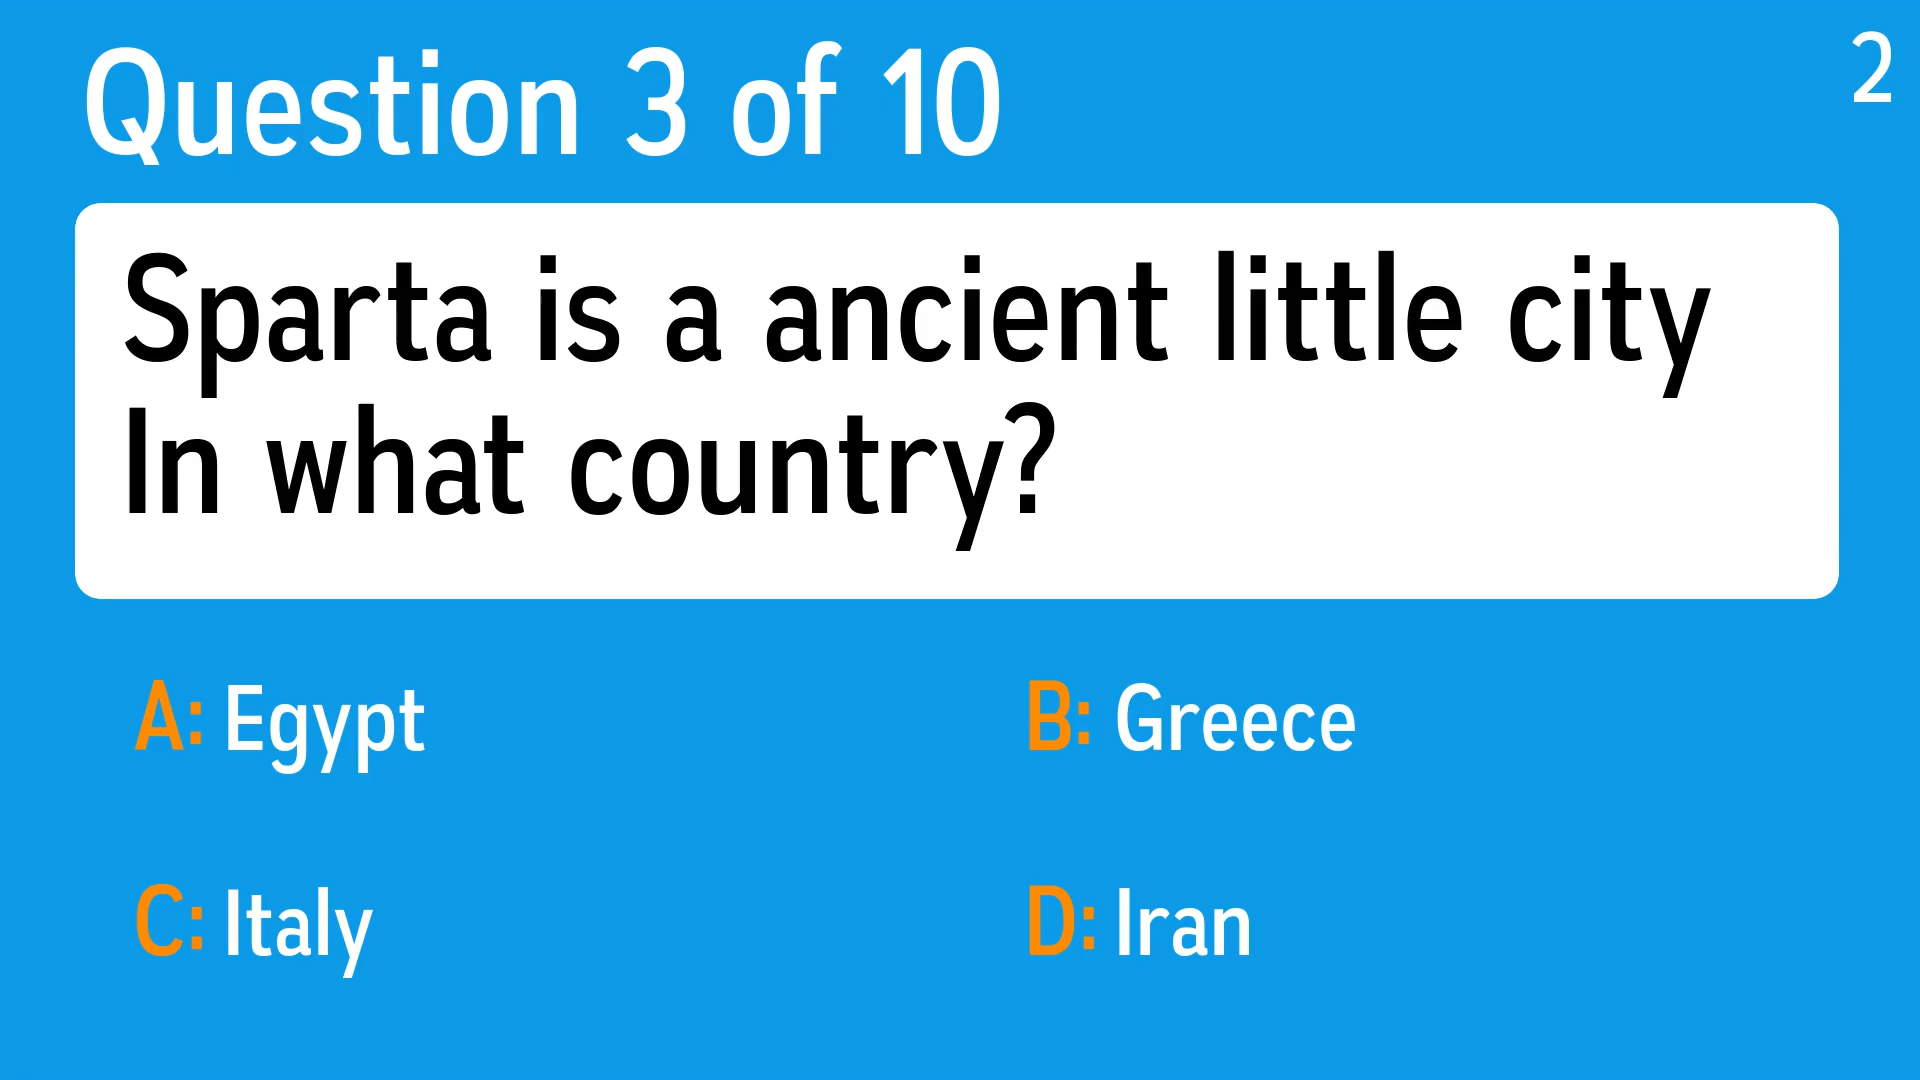 Question 3 of 10
2
Sparta is a ancient little city
In what country?
A: Egypt
B: Greece
C: Italy
D: Iran